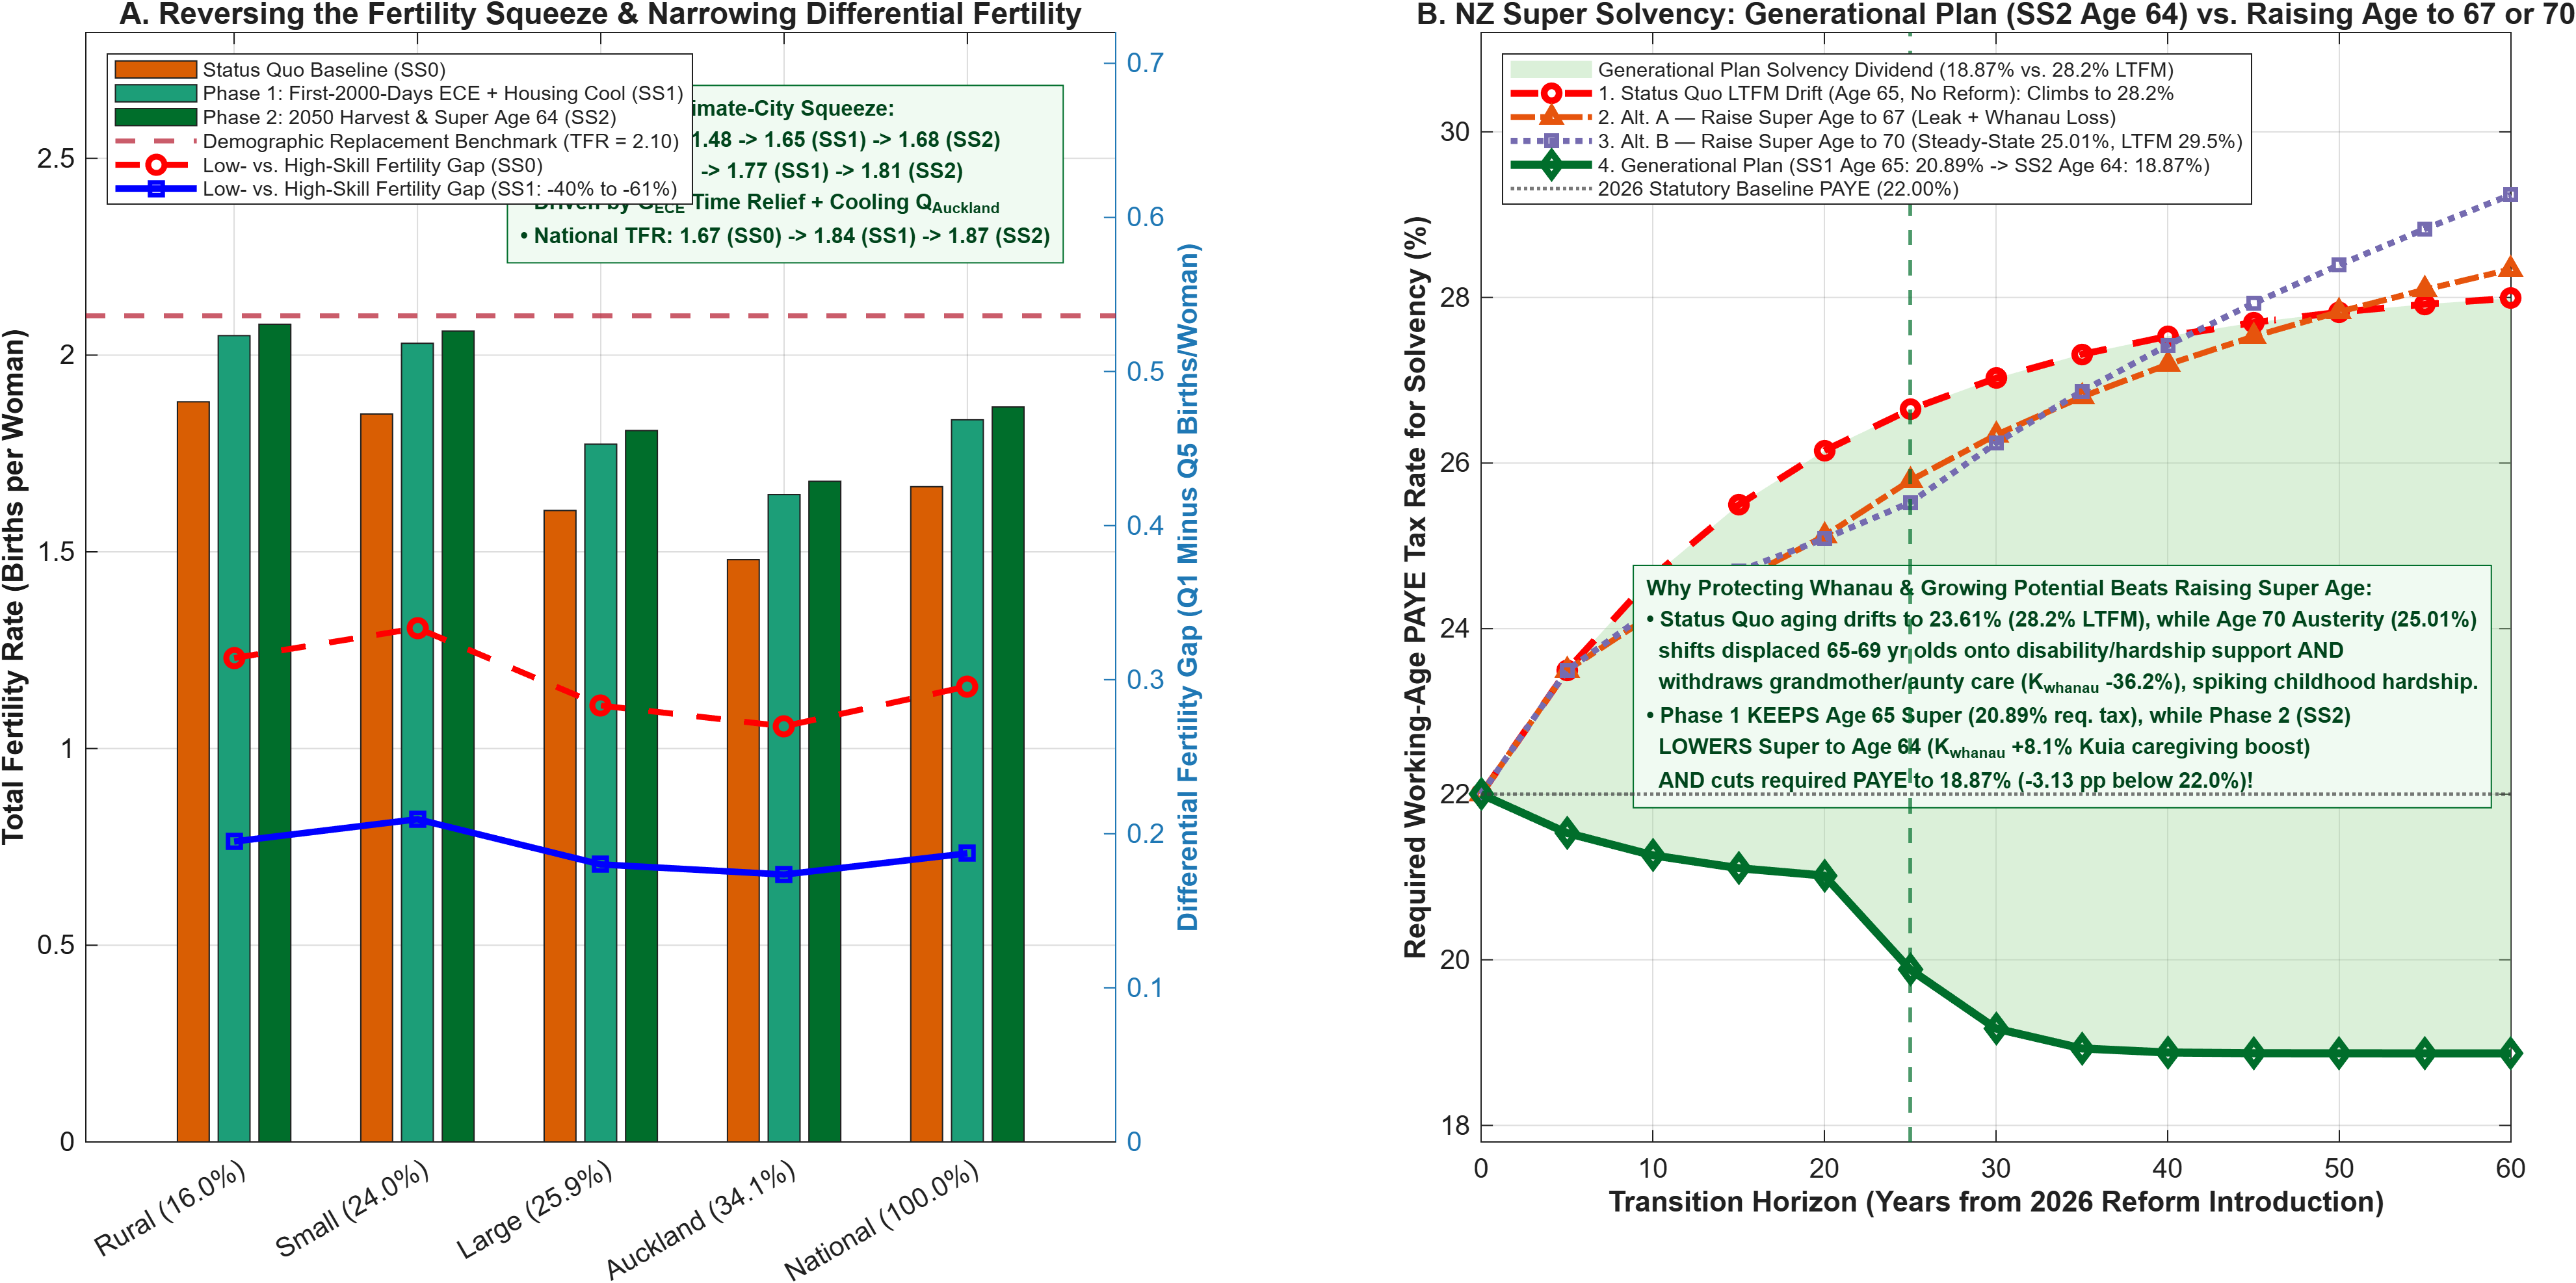 A. Reversing the Fertility Squeeze & Narrowing Differential Fertility
Status Quo Baseline (SS0)
Phase 1: First-2000-Days ECE + Housing Cool (SS1)
Phase 2: 2050 Harvest & Super Age 64 (SS2)
Demographic Replacement Benchmark (TFR = 2.10)
Low- vs. High-Skill Fertility Gap (SS0)
Low- vs. High-Skill Fertility Gap (SS1: -40% to -61%)
imate-City Squeeze:
1.48 -> 1.65 (SS1) -> 1.68 (SS2)
-> 1.77 (SS1) -> 1.81 (SS2)
Time Relief + Cooling Q_Auckland
• National TFR: 1.67 (SS0) -> 1.84 (SS1) -> 1.87 (SS2)
Total Fertility Rate (Births per Woman)
2.5
2
1.5
1
0.5
0
Differential Fertility Gap (Q1 Minus Q5 Births/Woman)
0.7
0.6
0.5
0.4
0.3
0.2
0.1
0
Rural (16.0%)
Small (24.0%)
Large (25.9%)
Auckland (34.1%)
National (100.0%)
B. NZ Super Solvency: Generational Plan (SS2 Age 64) vs. Raising Age to 67 or 70
Generational Plan Solvency Dividend (18.87% vs. 28.2% LTFM)
1. Status Quo LTFM Drift (Age 65, No Reform): Climbs to 28.2%
2. Alt. A — Raise Super Age to 67 (Leak + Whanau Loss)
3. Alt. B — Raise Super Age to 70 (Steady-State 25.01%, LTFM 29.5%)
4. Generational Plan (SS1 Age 65: 20.89% -> SS2 Age 64: 18.87%)
2026 Statutory Baseline PAYE (22.00%)
Why Protecting Whanau & Growing Potential Beats Raising Super Age:
• Status Quo aging drifts to 23.61% (28.2% LTFM), while Age 70 Austerity (25.01%)
shifts displaced 65-69 yr olds onto disability/hardship support AND
withdraws grandmother/aunty care (K_whanau -36.2%), spiking childhood hardship.
• Phase 1 KEEPS Age 65 Super (20.89% req. tax), while Phase 2 (SS2)
LOWERS Super to Age 64 (K_whanau +8.1% Kuia caregiving boost)
AND cuts required PAYE to 18.87% (-3.13 pp below 22.0%)!
Required Working-Age PAYE Tax Rate for Solvency (%)
30
28
26
24
22
20
18
0
10
20
30
40
50
60
Transition Horizon (Years from 2026 Reform Introduction)